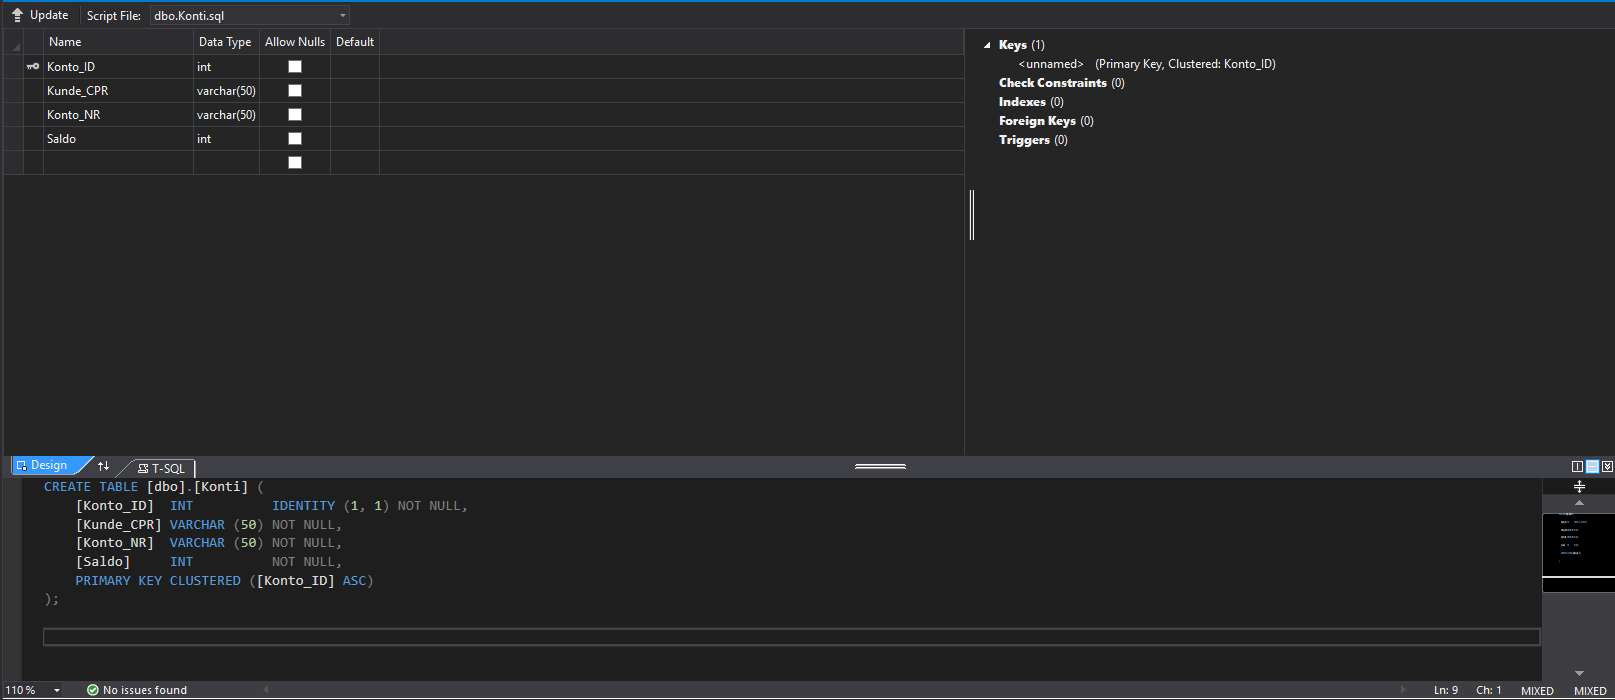 Update Script File: dbo.Konti.sql
Name Data Type Allow Nulls Default
Konto_ID int
Kunde_CPR varchar(50)
Konto_NR varchar(50)
Saldo int
Keys (1)
<unnamed> (Primary Key, Clustered: Konto_ID)
Check Constraints (0)
Indexes (0)
Foreign Keys (0)
Triggers (0)
Design T-SQL
CREATE TABLE [dbo].[Konti] (
[Konto_ID] INT IDENTITY (1, 1) NOT NULL,
[Kunde_CPR] VARCHAR (50) NOT NULL,
[Konto_NR] VARCHAR (50) NOT NULL,
[Saldo] INT NOT NULL,
PRIMARY KEY CLUSTERED ([Konto_ID] ASC)
);
110 % No issues found Ln: 9 Ch: 1 MIXED MIXED